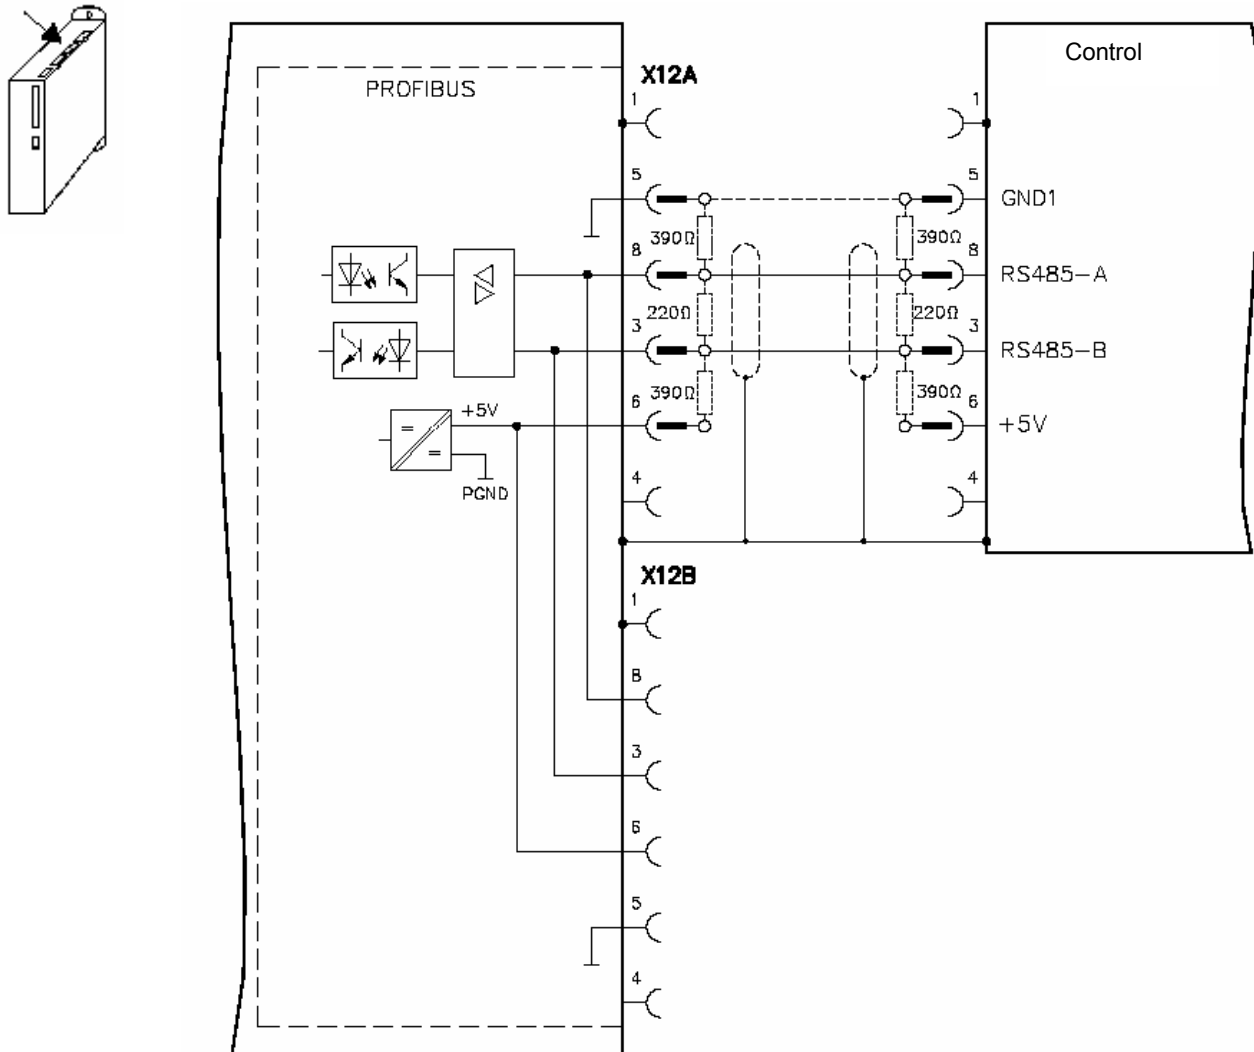 Control
X12A
PROFIBUS
1 1
5 5
GND1
390Ω 390Ω
8 8
RS485-A
220Ω 220Ω
3 3
RS485-B
390Ω 390Ω
6 6
+5V +5V
=
=
PGND
4 4
X12B
1
8
3
6
5
4